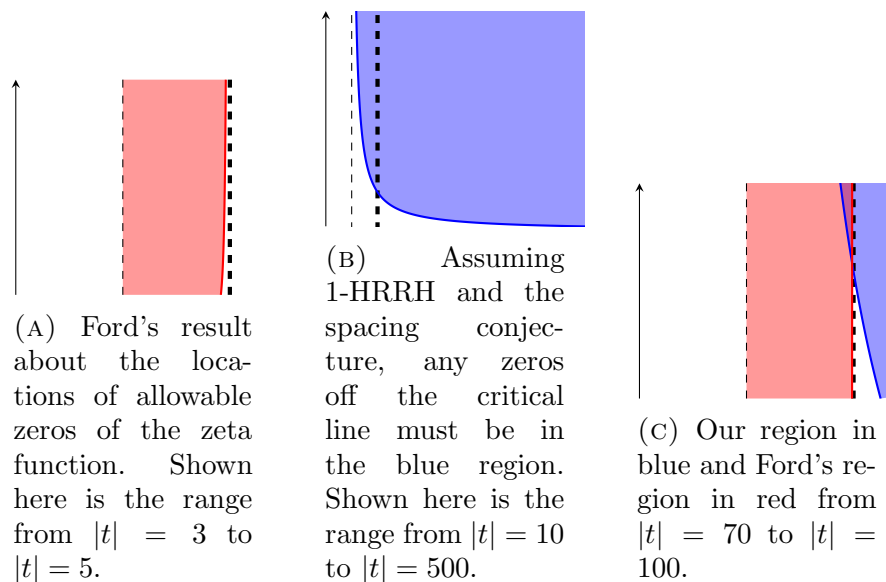 (A) Ford's result
about the loca-
tions of allowable
zeros of the zeta
function. Shown
here is the range
from |t| = 3 to
|t| = 5.
(B) Assuming
1-HRRH and the
spacing conjec-
ture, any zeros
off the critical
line must be in
the blue region.
Shown here is the
range from |t| = 10
to |t| = 500.
(C) Our region in
blue and Ford's re-
gion in red from
|t| = 70 to |t| =
100.